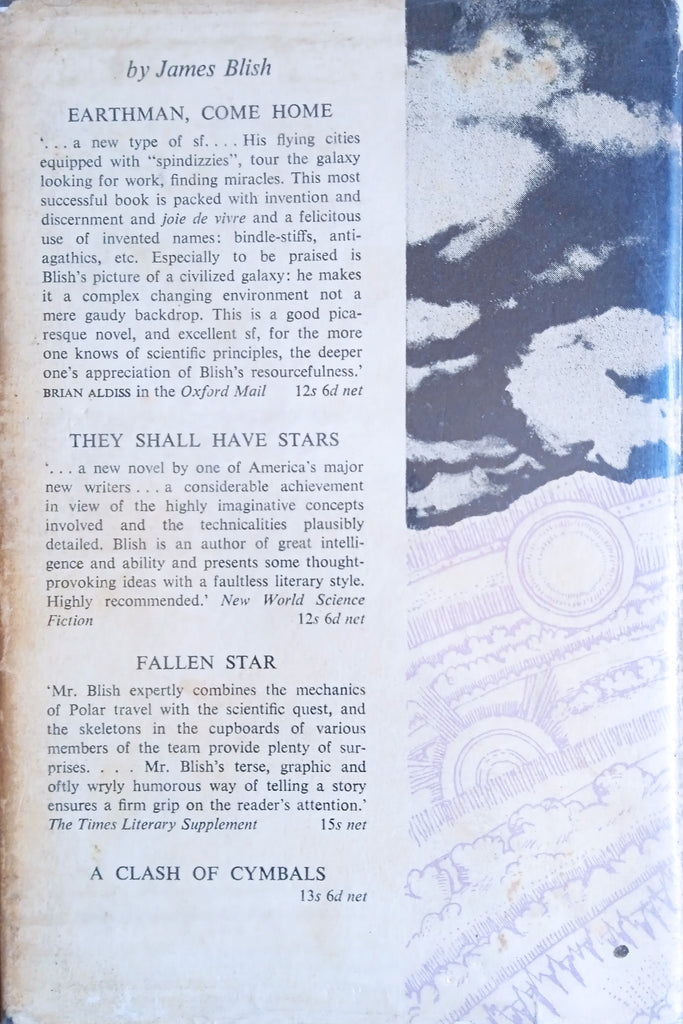 by James Blish
EARTHMAN, COME HOME
‘. . . a new type of sf. . . . His flying cities
equipped with “spindizzies”, tour the galaxy
looking for work, finding miracles. This most
successful book is packed with invention and
discernment and joie de vivre and a felicitous
use of invented names: bindle-stiffs, anti-
agathics, etc. Especially to be praised is
Blish’s picture of a civilized galaxy: he makes
it a complex changing environment not a
mere gaudy backdrop. This is a good pica-
resque novel, and excellent sf, for the more
one knows of scientific principles, the deeper
one’s appreciation of Blish’s resourcefulness.’
BRIAN ALDISS in the Oxford Mail 12s 6d net
THEY SHALL HAVE STARS
‘. . . a new novel by one of America’s major
new writers . . . a considerable achievement
in view of the highly imaginative concepts
involved and the technicalities plausibly
detailed. Blish is an author of great intelli-
gence and ability and presents some thought-
provoking ideas with a faultless literary style.
Highly recommended.’ New World Science
Fiction 12s 6d net
FALLEN STAR
‘Mr. Blish expertly combines the mechanics
of Polar travel with the scientific quest, and
the skeletons in the cupboards of various
members of the team provide plenty of sur-
prises. . . . Mr. Blish’s terse, graphic and
oftly wryly humorous way of telling a story
ensures a firm grip on the reader’s attention.’
The Times Literary Supplement 15s net
A CLASH OF CYMBALS
13s 6d net